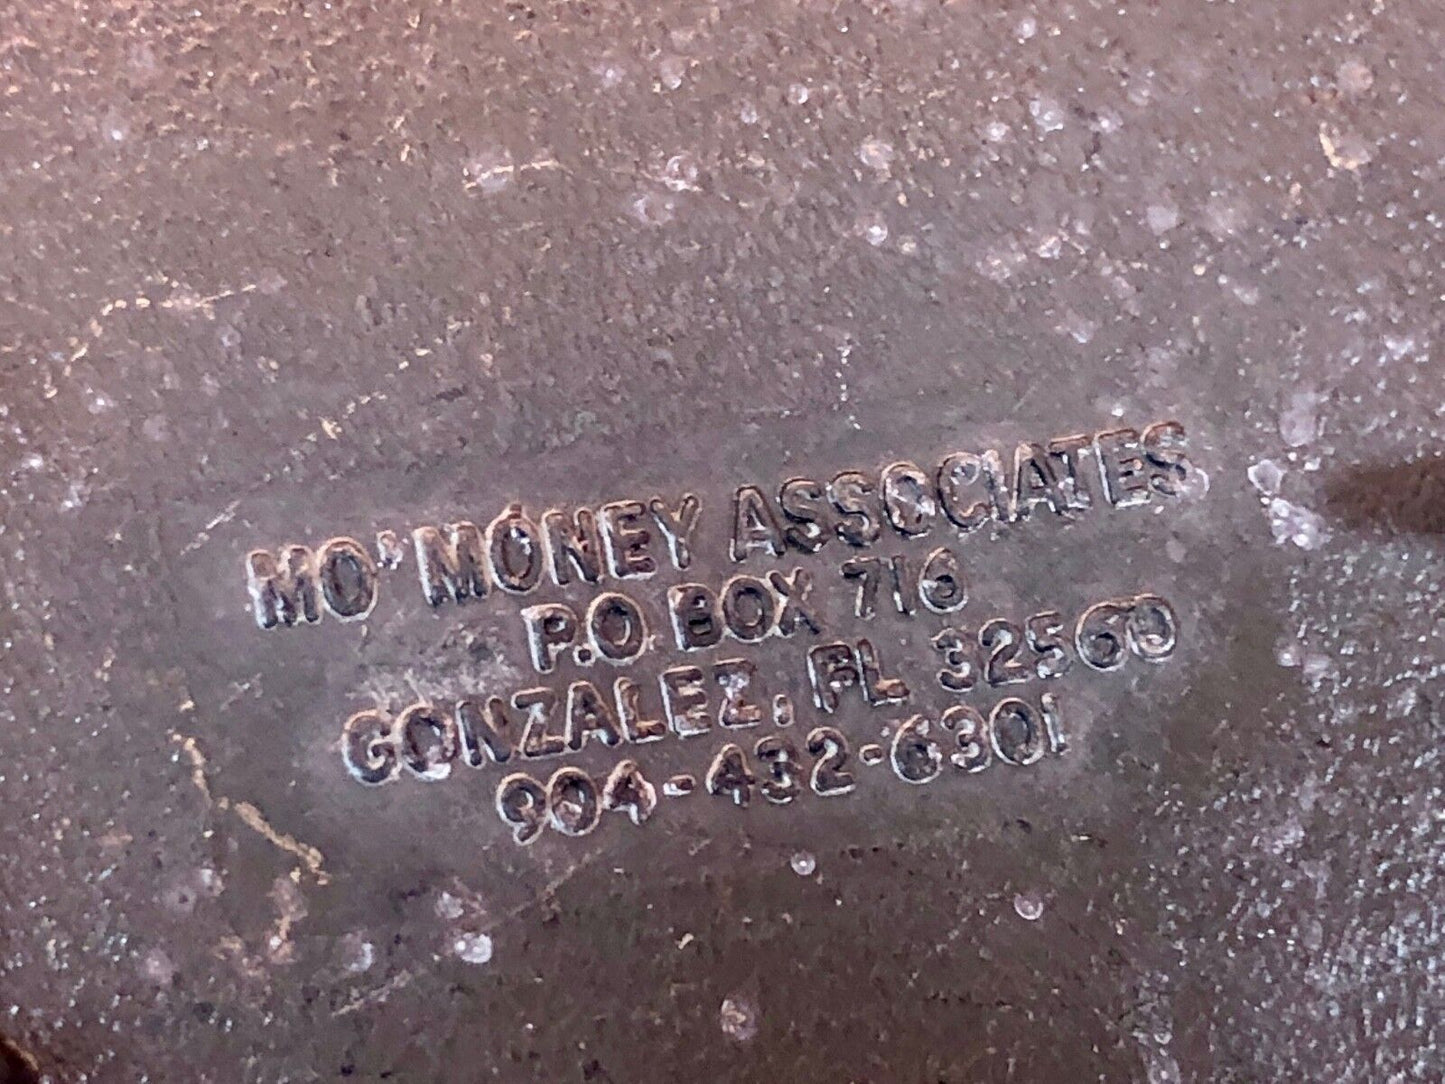 MO' MONEY ASSOCIATES
P.O BOX 716
GONZALEZ, FL 32560
904-432-6301